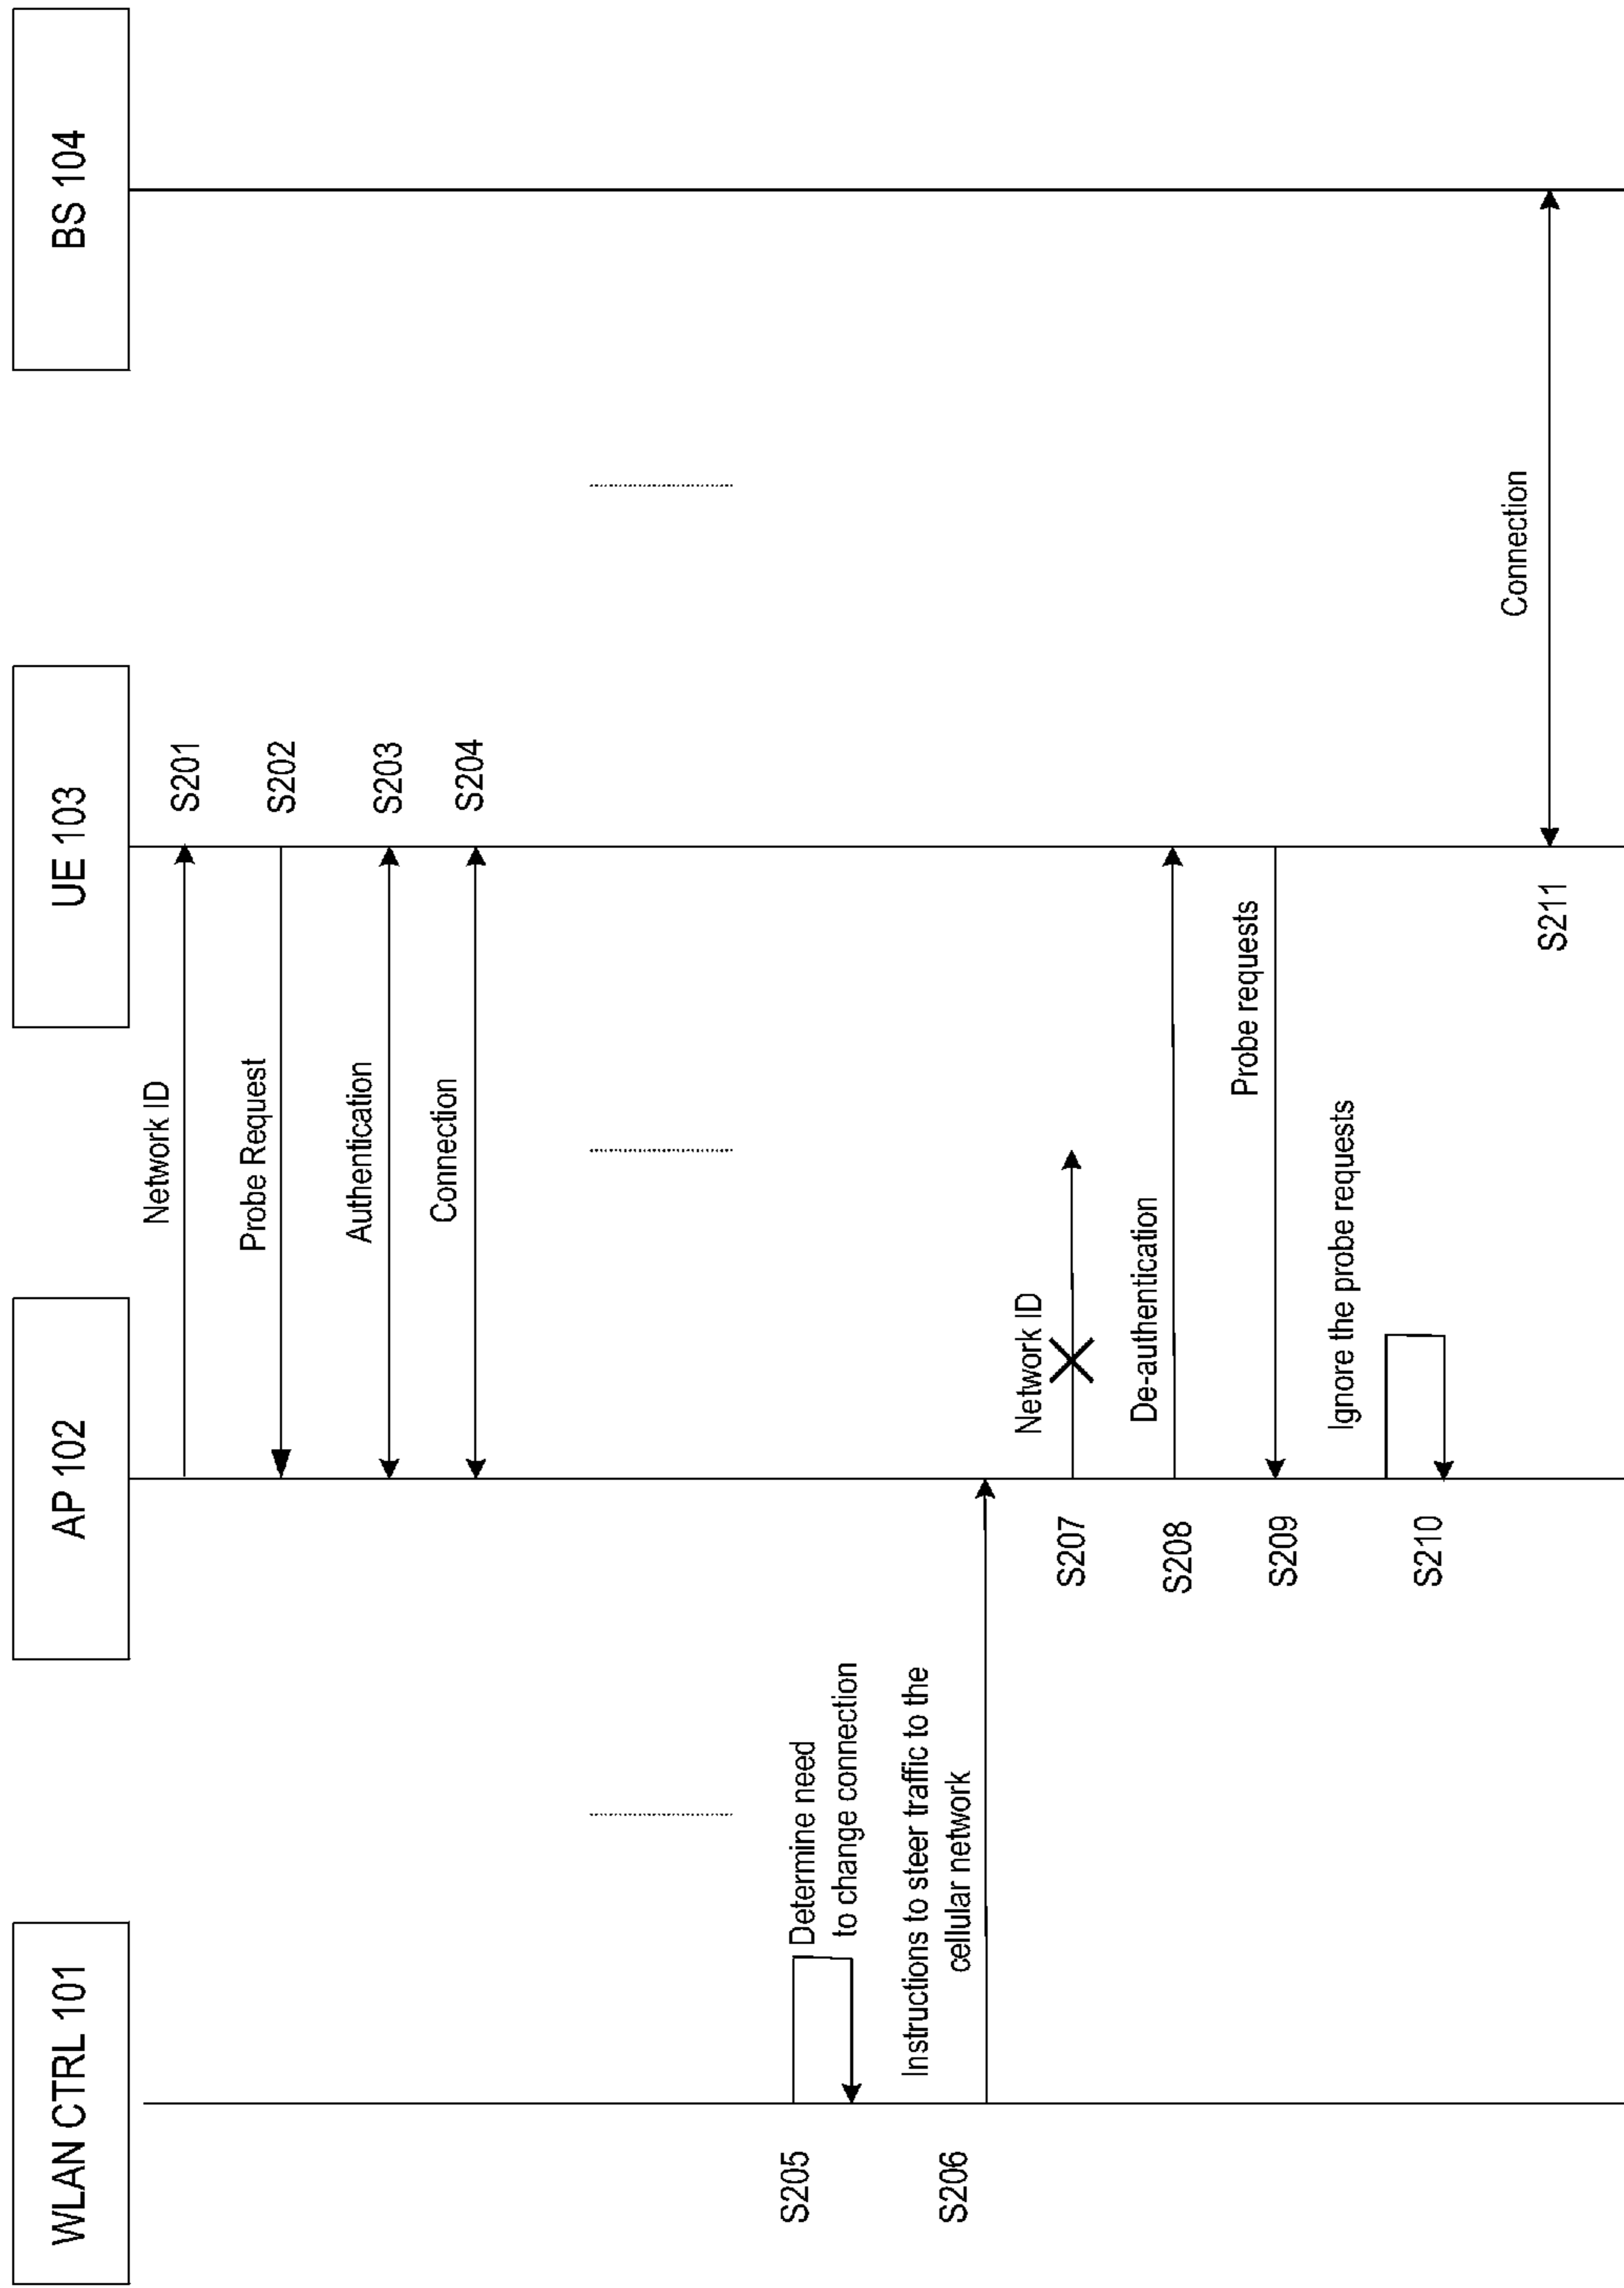 WLAN CTRL 101
AP 102
UE 103
BS 104
Network ID
S201
Probe Request
S202
Authentication
S203
Connection
S204
S205
Determine need
to change connection
S206
Instructions to steer traffic to the
cellular network
S207
Network ID
S208
De-authentication
S209
Probe requests
S210
Ignore the probe requests
S211
Connection